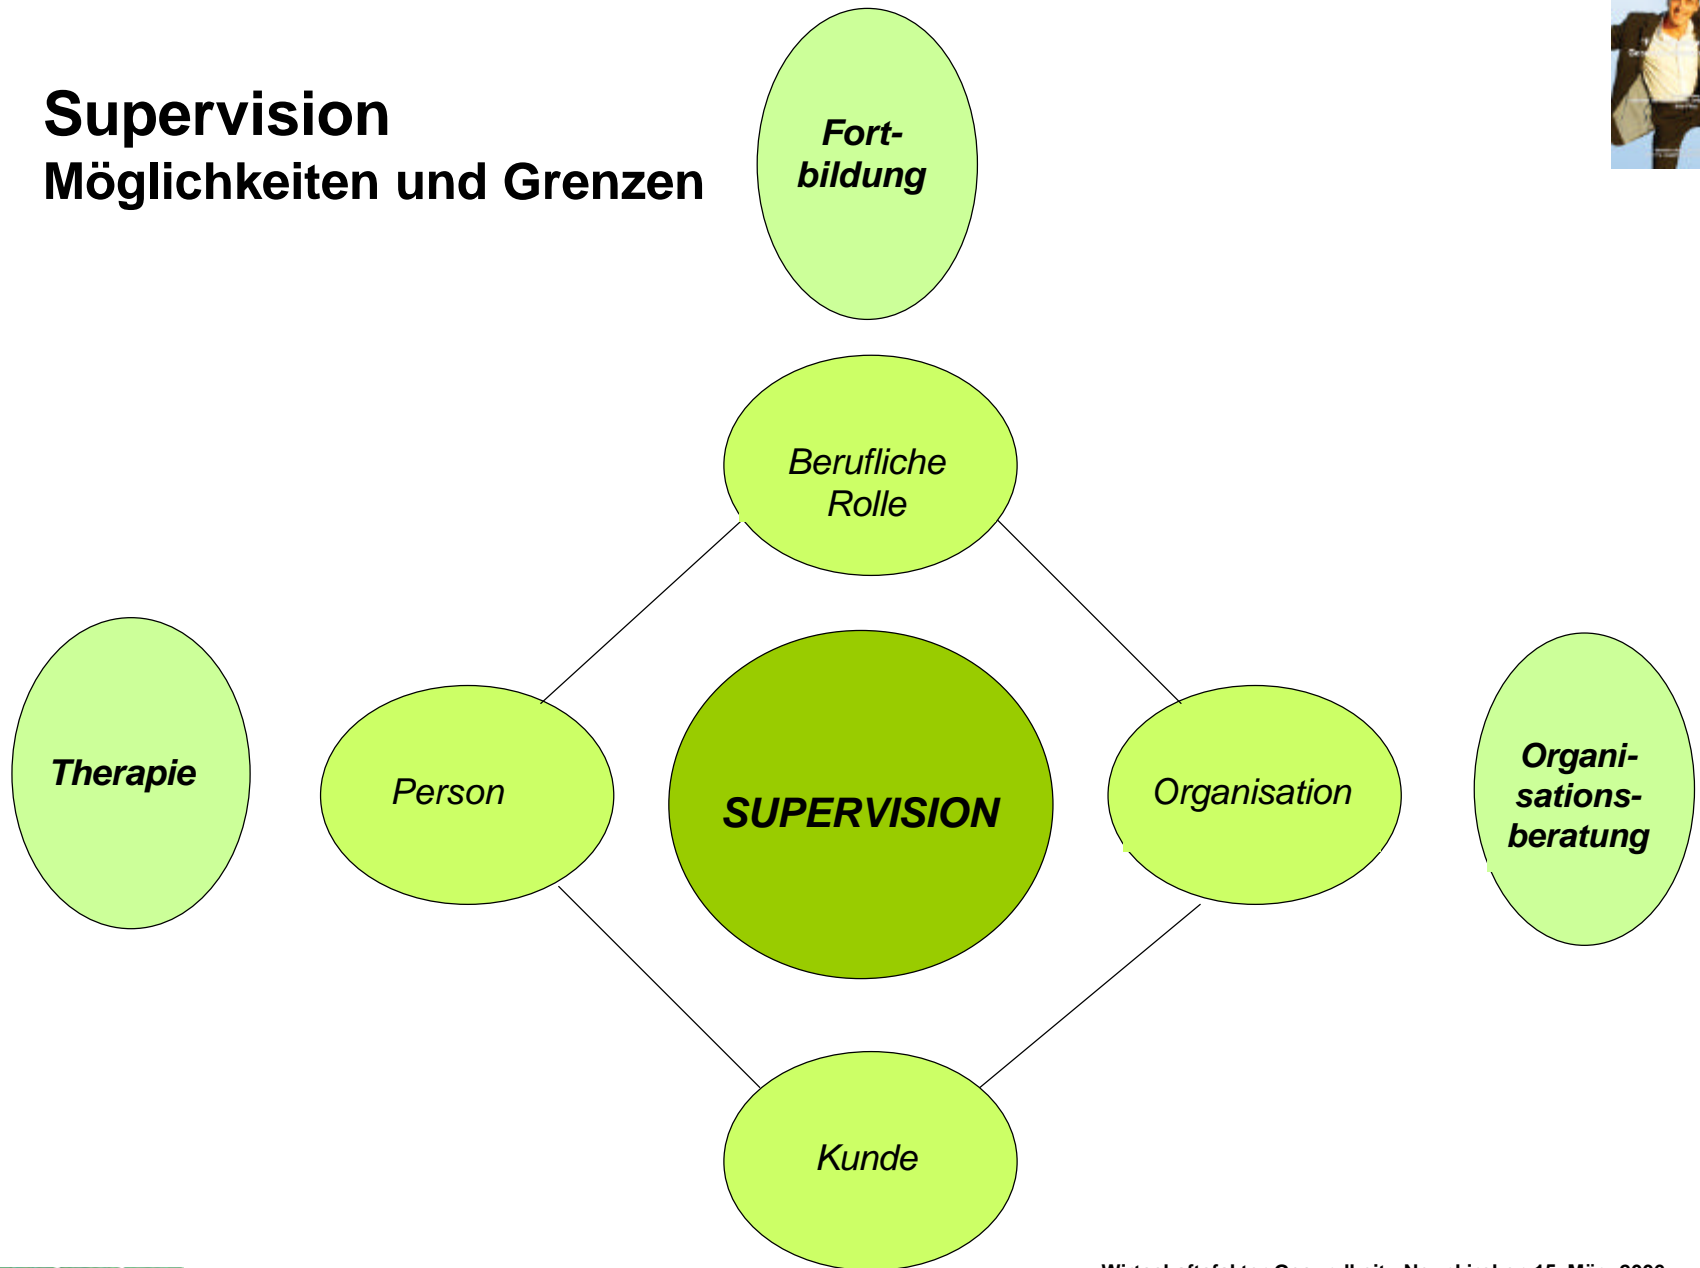 Supervision
Möglichkeiten und Grenzen
Fort-
bildung
Berufliche
Rolle
Therapie
Person
SUPERVISION
Organisation
Organi-
sations-
beratung
Kunde